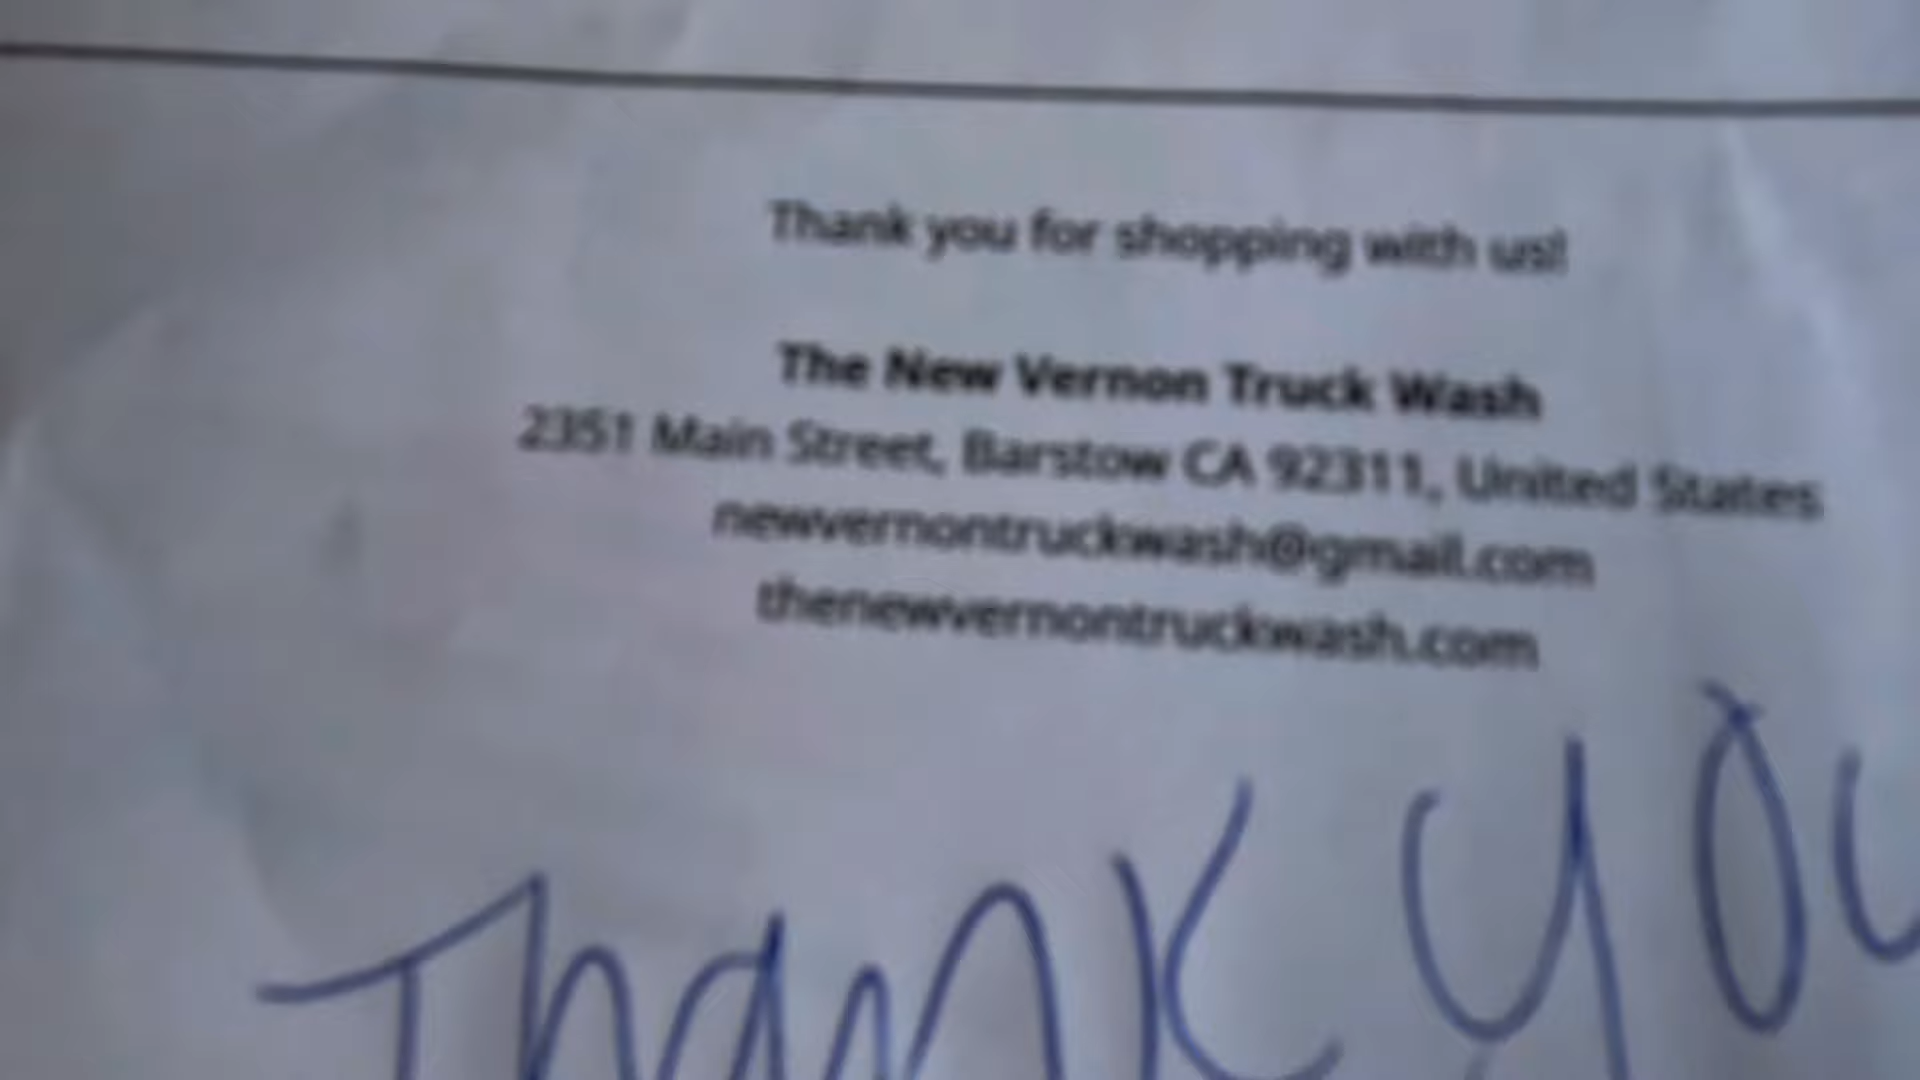 Thank you for shopping with us!
The New Vernon Truck Wash
2351 Main Street, Barstow CA 92311, United States
newvernontruckwash@gmail.com
thenewvernontruckwash.com
Thank you